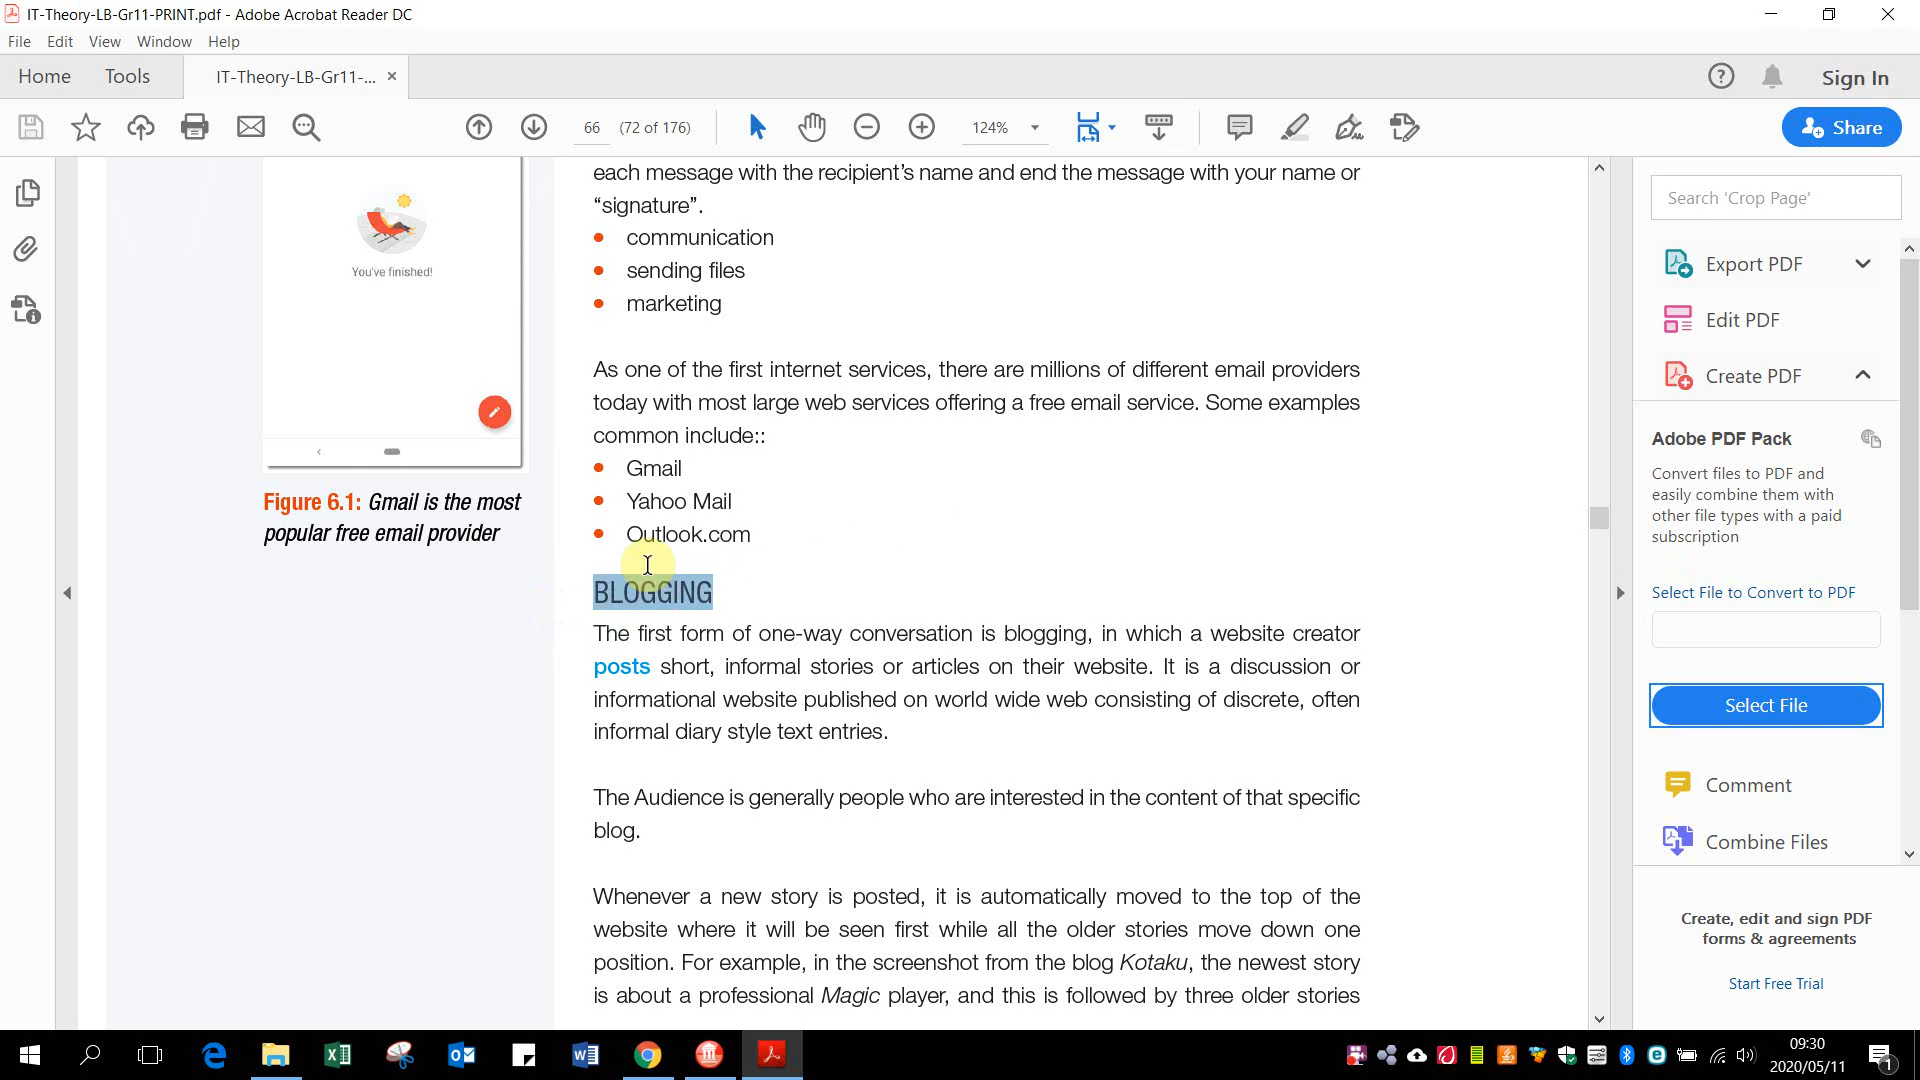 IT-Theory-LB-Gr11-PRINT.pdf - Adobe Acrobat Reader DC
File Edit View Window Help
Home Tools IT-Theory-LB-Gr11-... × Sign In
66 (72 of 176) 124% Share
You've finished!
Figure 6.1: Gmail is the most
popular free email provider
each message with the recipient's name and end the message with your name or
“signature”.
• communication
• sending files
• marketing
As one of the first internet services, there are millions of different email providers
today with most large web services offering a free email service. Some examples
common include::
• Gmail
• Yahoo Mail
• Outlook.com
BLOGGING
The first form of one-way conversation is blogging, in which a website creator
posts short, informal stories or articles on their website. It is a discussion or
informational website published on world wide web consisting of discrete, often
informal diary style text entries.
The Audience is generally people who are interested in the content of that specific
blog.
Whenever a new story is posted, it is automatically moved to the top of the
website where it will be seen first while all the older stories move down one
position. For example, in the screenshot from the blog Kotaku, the newest story
is about a professional Magic player, and this is followed by three older stories
Search 'Crop Page'
Export PDF
Edit PDF
Create PDF
Adobe PDF Pack
Convert files to PDF and
easily combine them with
other file types with a paid
subscription
Select File to Convert to PDF
Select File
Comment
Combine Files
Create, edit and sign PDF
forms & agreements
Start Free Trial
09:30
2020/05/11
1